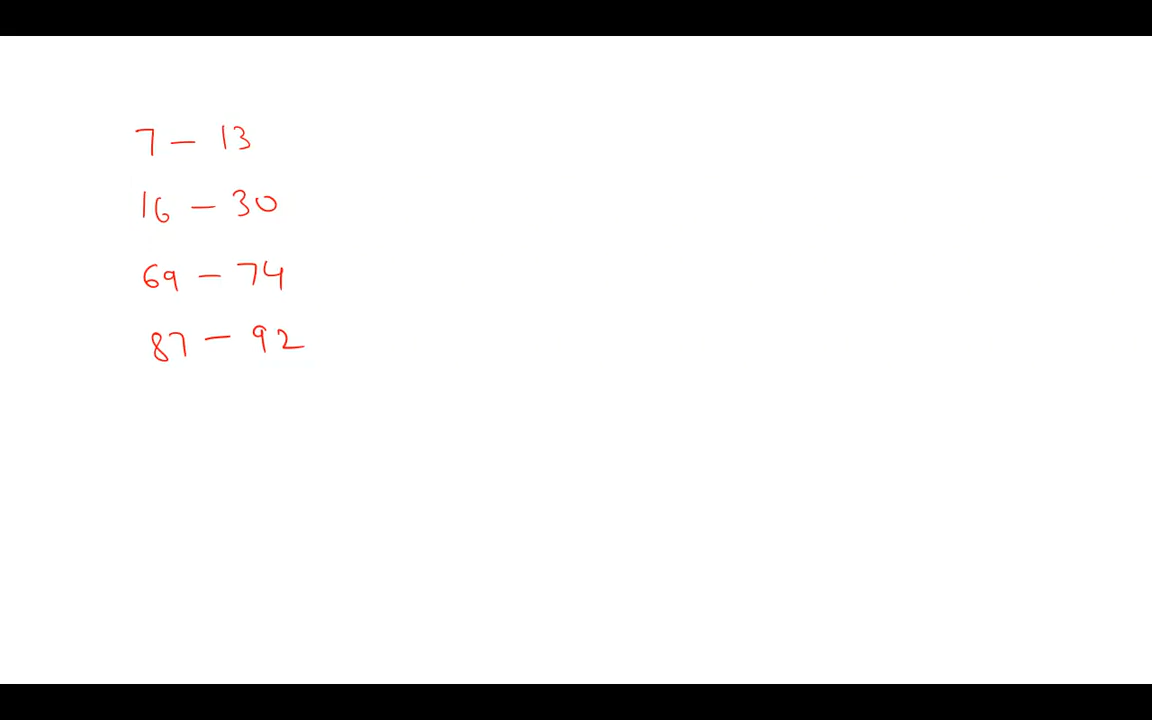 7 – 13
16 – 30
69 – 74
87 – 92